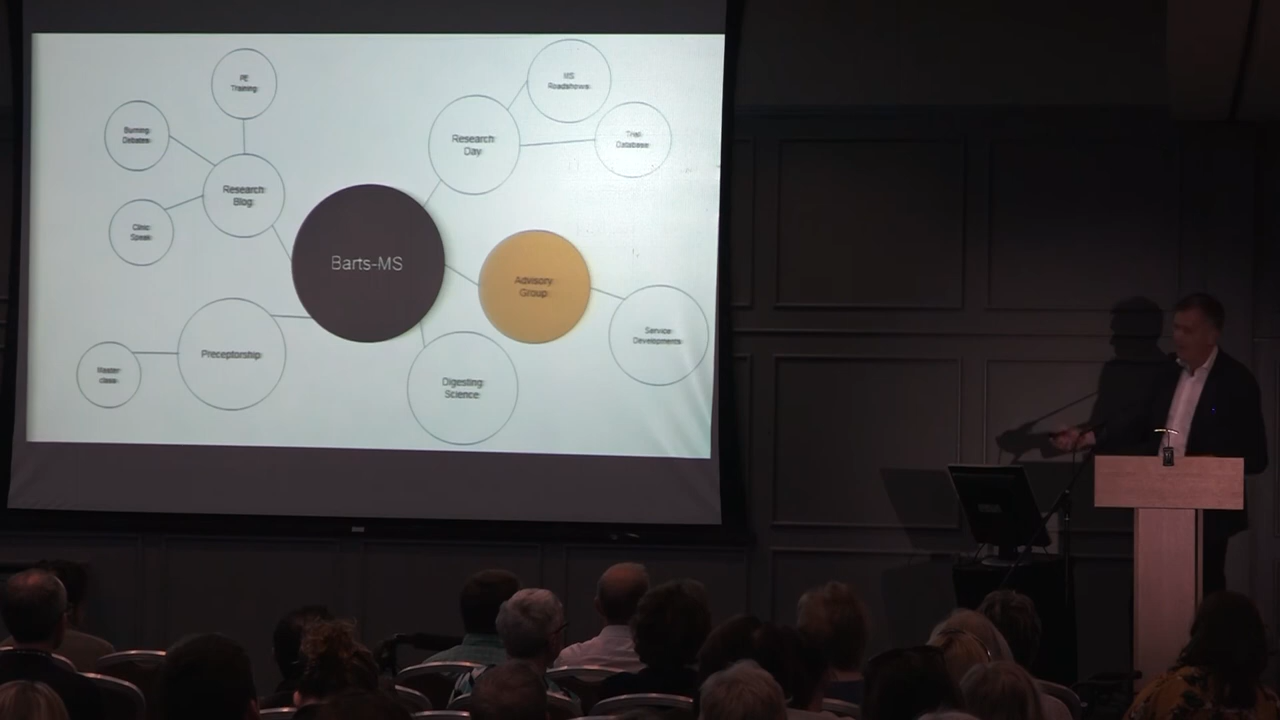 PE
Training
MS
Roadshows
Burning
Debates
Research
Day
Trial
Database
Research
Blog
Clinic
Speak
Barts-MS
Advisory
Group
Service
Developments
Preceptorship
Master
class
Digesting
Science